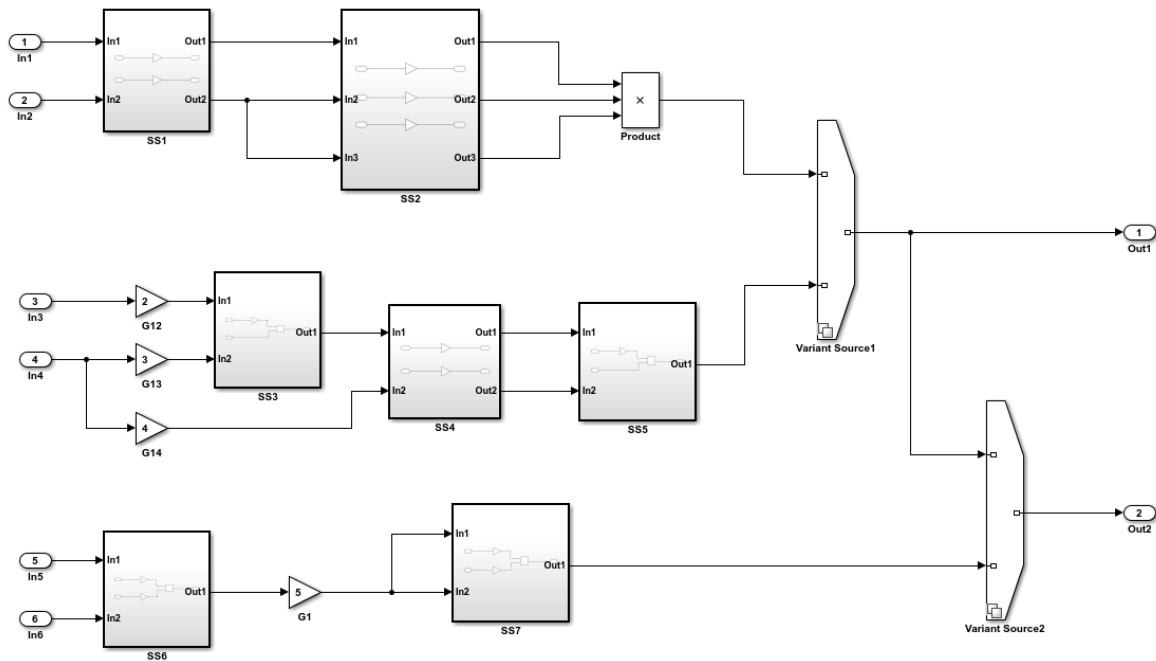 1
In1
2
In2
In1
In2
Out1
Out2
SS1
In1
In2
In3
Out1
Out2
Out3
SS2
×
Product
Variant Source1
1
Out1
3
In3
4
In4
2
G12
3
G13
4
G14
In1
In2
Out1
SS3
In1
In2
Out1
Out2
SS4
In1
In2
Out1
SS5
5
In5
6
In6
In1
In2
Out1
SS6
5
G1
In1
In2
Out1
SS7
Variant Source2
2
Out2